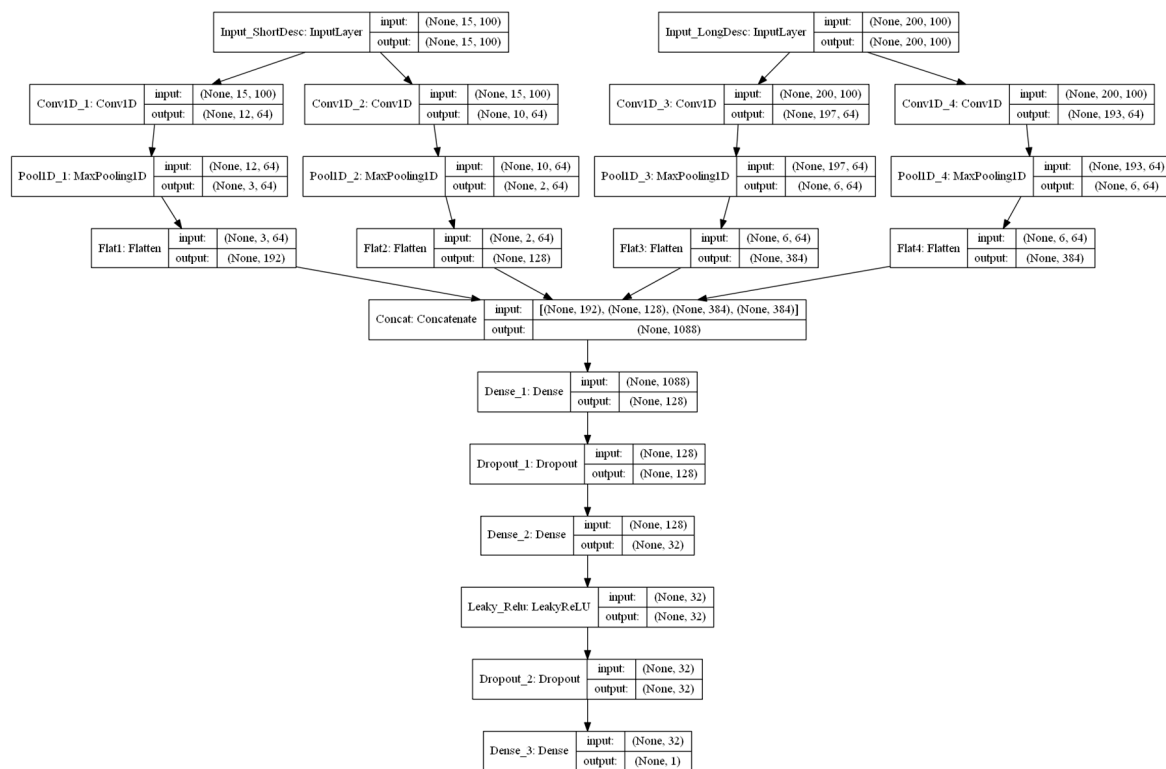 Input_ShortDesc: InputLayer input: (None, 15, 100)
output: (None, 15, 100)
Input_LongDesc: InputLayer input: (None, 200, 100)
output: (None, 200, 100)
Conv1D_1: Conv1D input: (None, 15, 100)
output: (None, 12, 64)
Conv1D_2: Conv1D input: (None, 15, 100)
output: (None, 10, 64)
Conv1D_3: Conv1D input: (None, 200, 100)
output: (None, 197, 64)
Conv1D_4: Conv1D input: (None, 200, 100)
output: (None, 193, 64)
Pool1D_1: MaxPooling1D input: (None, 12, 64)
output: (None, 3, 64)
Pool1D_2: MaxPooling1D input: (None, 10, 64)
output: (None, 2, 64)
Pool1D_3: MaxPooling1D input: (None, 197, 64)
output: (None, 6, 64)
Pool1D_4: MaxPooling1D input: (None, 193, 64)
output: (None, 6, 64)
Flat1: Flatten input: (None, 3, 64)
output: (None, 192)
Flat2: Flatten input: (None, 2, 64)
output: (None, 128)
Flat3: Flatten input: (None, 6, 64)
output: (None, 384)
Flat4: Flatten input: (None, 6, 64)
output: (None, 384)
Concat: Concatenate input: [(None, 192), (None, 128), (None, 384), (None, 384)]
output: (None, 1088)
Dense_1: Dense input: (None, 1088)
output: (None, 128)
Dropout_1: Dropout input: (None, 128)
output: (None, 128)
Dense_2: Dense input: (None, 128)
output: (None, 32)
Leaky_Relu: LeakyReLU input: (None, 32)
output: (None, 32)
Dropout_2: Dropout input: (None, 32)
output: (None, 32)
Dense_3: Dense input: (None, 32)
output: (None, 1)